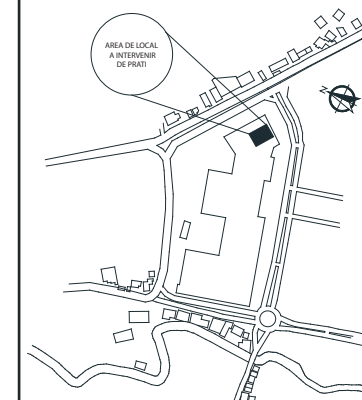 AREA DE LOCAL
A INTERVENIR
DE PRATI